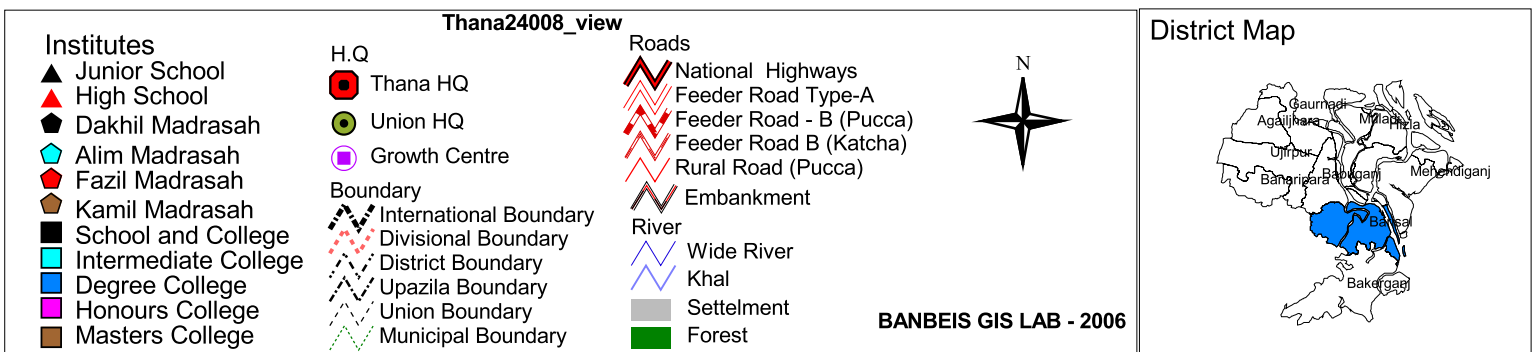 Thana24008_view
Institutes
Junior School
High School
Dakhil Madrasah
Alim Madrasah
Fazil Madrasah
Kamil Madrasah
School and College
Intermediate College
Degree College
Honours College
Masters College
H.Q
Thana HQ
Union HQ
Growth Centre
Boundary
International Boundary
Divisional Boundary
District Boundary
Upazila Boundary
Union Boundary
Municipal Boundary
Roads
National Highways
Feeder Road Type-A
Feeder Road - B (Pucca)
Feeder Road B (Katcha)
Rural Road (Pucca)
Embankment
River
Wide River
Khal
Settelment
Forest
N
BANBEIS GIS LAB - 2006
District Map
Gaurnadi
Agailjhara
Muladi
Hizla
Ujirpur
Banaripara
Babuganj
Mehendiganj
Barisal
Bakerganj